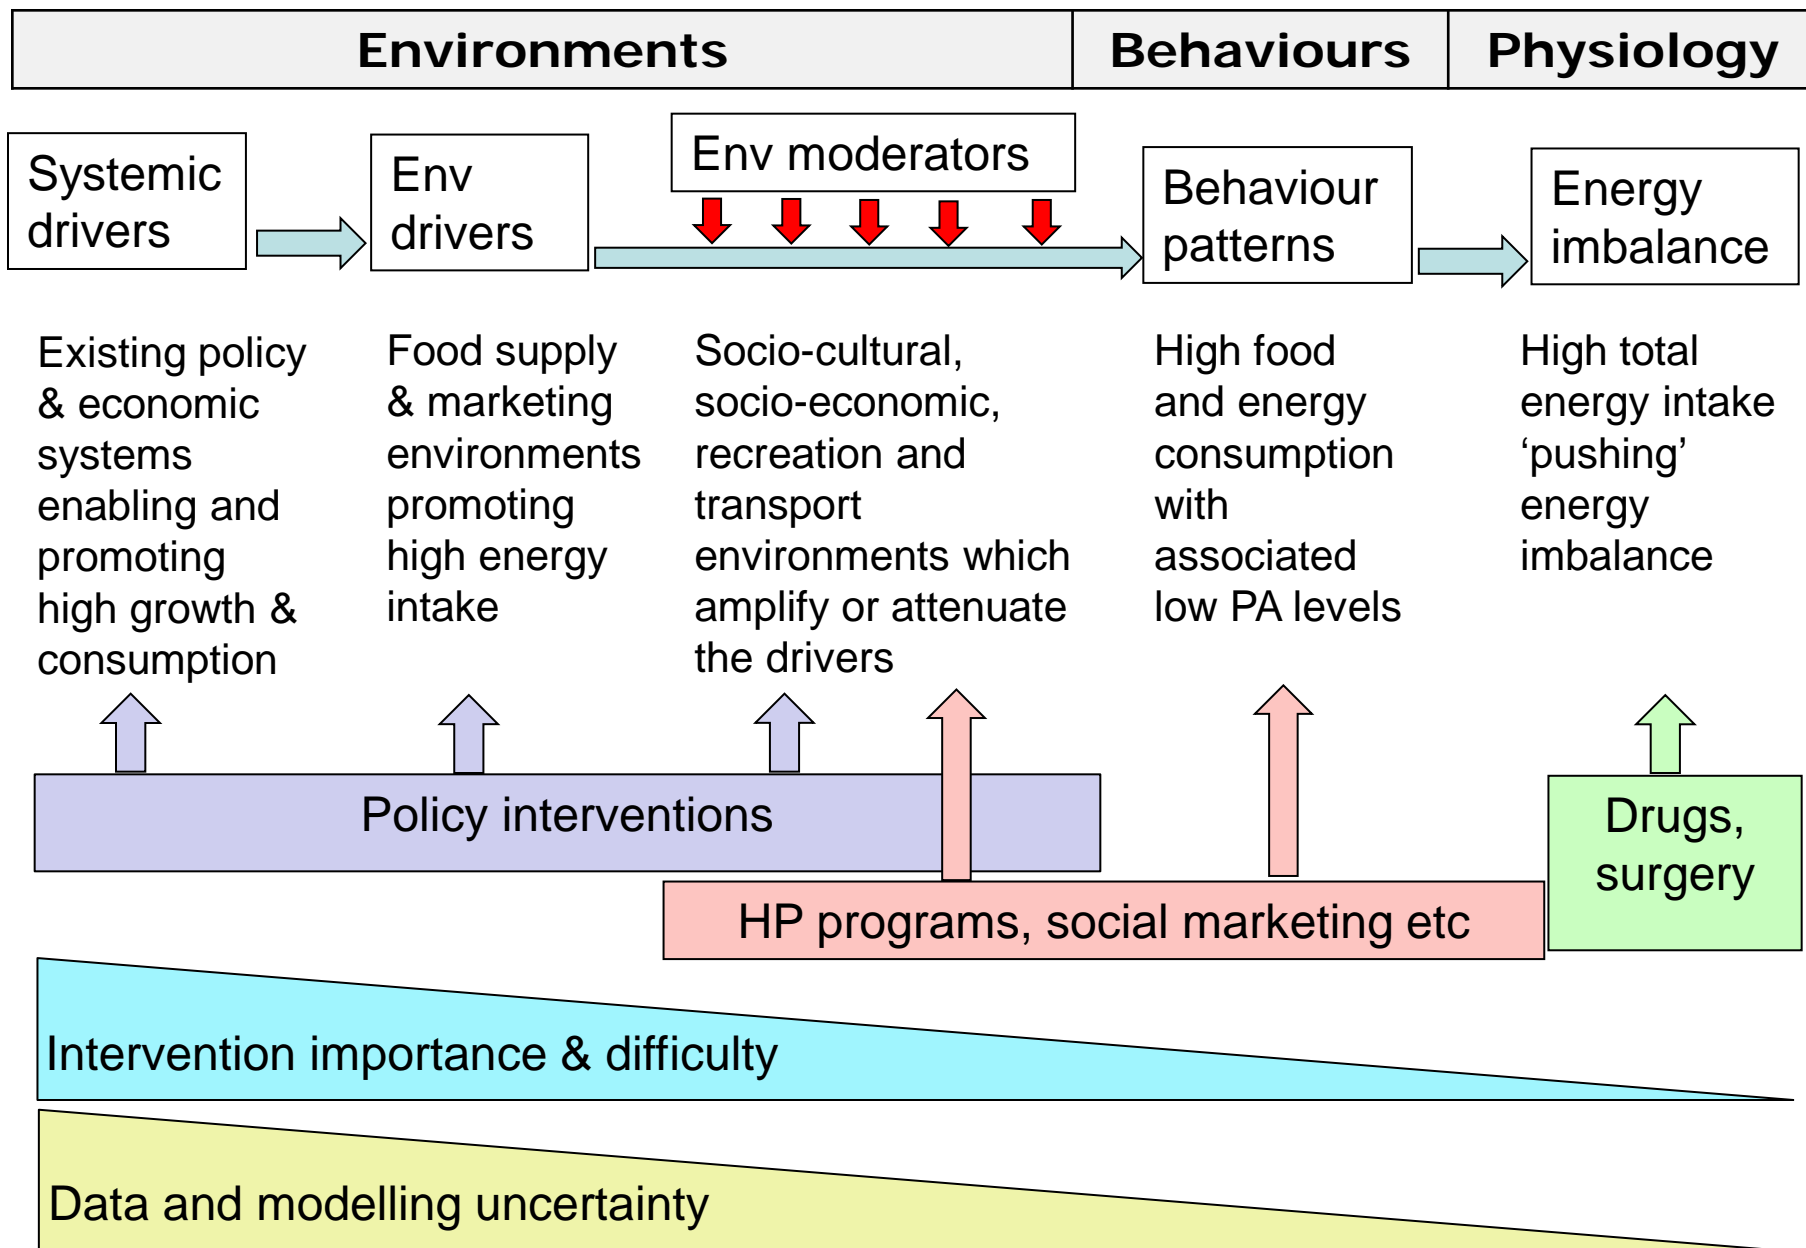 Environments
Behaviours
Physiology
Systemic
drivers
Env
drivers
Env moderators
Behaviour
patterns
Energy
imbalance
Existing policy
& economic
systems
enabling and
promoting
high growth &
consumption
Food supply
& marketing
environments
promoting
high energy
intake
Socio-cultural,
socio-economic,
recreation and
transport
environments which
amplify or attenuate
the drivers
High food
and energy
consumption
with
associated
low PA levels
High total
energy intake
‘pushing’
energy
imbalance
Policy interventions
HP programs, social marketing etc
Drugs,
surgery
Intervention importance & difficulty
Data and modelling uncertainty